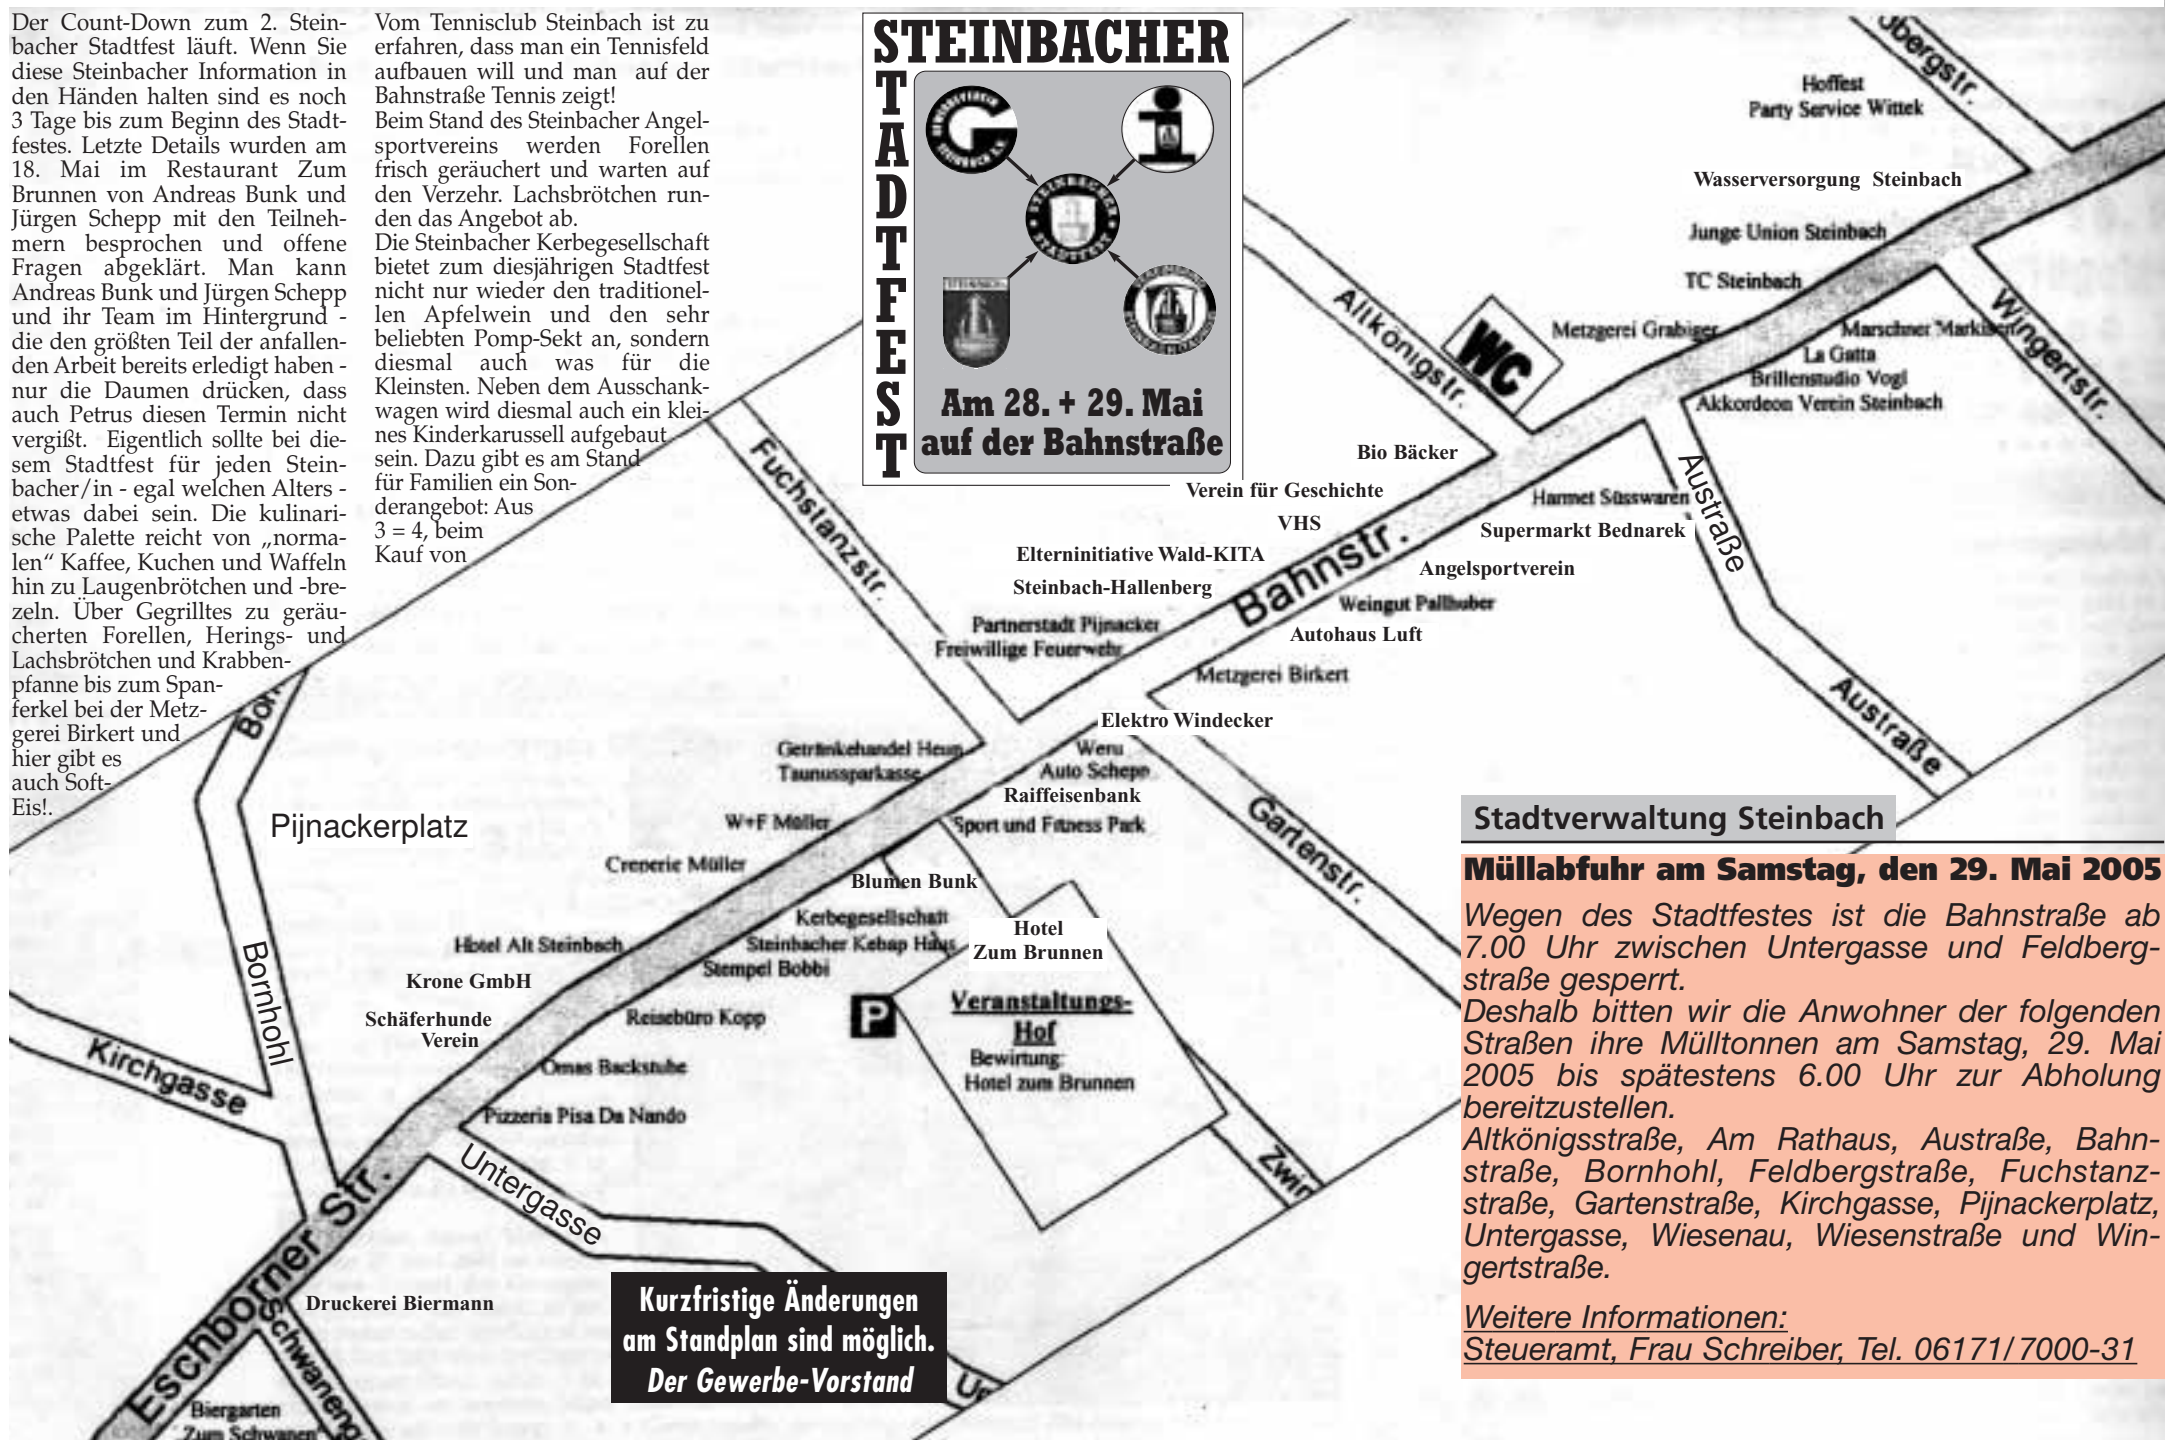 Der Count-Down zum 2. Stein-
bacher Stadtfest läuft. Wenn Sie
diese Steinbacher Information in
den Händen halten sind es noch
3 Tage bis zum Beginn des Stadt-
festes. Letzte Details wurden am
18. Mai im Restaurant Zum
Brunnen von Andreas Bunk und
Jürgen Schepp mit den Teilneh-
mern besprochen und offene
Fragen abgeklärt. Man kann
Andreas Bunk und Jürgen Schepp
und ihr Team im Hintergrund -
die den größten Teil der anfallen-
den Arbeit bereits erledigt haben -
nur die Daumen drücken, dass
auch Petrus diesen Termin nicht
vergißt. Eigentlich sollte bei die-
sem Stadtfest für jeden Stein-
bacher/in - egal welchen Alters -
etwas dabei sein. Die kulinari-
sche Palette reicht von „norma-
len“ Kaffee, Kuchen und Waffeln
hin zu Laugenbrötchen und -bre-
zeln. Über Gegrilltes zu geräu-
cherten Forellen, Herings- und
Lachsbrötchen und Krabben-
pfanne bis zum Span-
ferkel bei der Metz-
gerei Birkert und
hier gibt es
auch Soft-
Eis!.
Vom Tennisclub Steinbach ist zu
erfahren, dass man ein Tennisfeld
aufbauen will und man auf der
Bahnstraße Tennis zeigt!
Beim Stand des Steinbacher Angel-
sportvereins werden Forellen
frisch geräuchert und warten auf
den Verzehr. Lachsbrötchen run-
den das Angebot ab.
Die Steinbacher Kerbegesellschaft
bietet zum diesjährigen Stadtfest
nicht nur wieder den traditionel-
len Apfelwein und den sehr
beliebten Pomp-Sekt an, sondern
diesmal auch was für die
Kleinsten. Neben dem Ausschank-
wagen wird diesmal auch ein klei-
nes Kinderkarussell aufgebaut
sein. Dazu gibt es am Stand
für Familien ein Son-
derangebot: Aus
3 = 4, beim
Kauf von
STEINBACHER
STADTFEST
STEINBACHER
STADTFEST
Am 28. + 29. Mai
auf der Bahnstraße
Hoffest
Party Service Wittek
Wasserversorgung Steinbach
Junge Union Steinbach
TC Steinbach
Metzgerei Grabiger
Marschner Markisen
La Gatta
Brillenstudio Vogl
Akkordeon Verein Steinbach
Wingertstr.
Altkönigstr.
WC
Bio Bäcker
Verein für Geschichte
VHS
Elterninitiative Wald-KITA
Steinbach-Hallenberg
Partnerstadt Pijnacker
Freiwillige Feuerwehr
Fuchstanzstr.
Bahnstr.
Harmet Süsswaren
Supermarkt Bednarek
Angelsportverein
Weingut Pallhuber
Autohaus Luft
Metzgerei Birkert
Austraße
Austraße
Elektro Windecker
Getränkehandel Heun
Taunussparkasse
Weru
Auto Schepp
Raiffeisenbank
Sport und Fitness Park
W+F Müller
Creperie Müller
Gartenstr.
Pijnackerplatz
Bornhohl
Blumen Bunk
Kerbegesellschaft
Steinbacher Kebap Haus
Stempel Bobbi
Hotel Alt Steinbach
Krone GmbH
Schäferhunde
Verein
Reisebüro Kopp
Omas Backstube
Pizzeria Pisa Da Nando
Hotel
Zum Brunnen
P
Veranstaltungs-
Hof
Bewirtung:
Hotel zum Brunnen
Kirchgasse
Untergasse
Zwin
Eschborner Str.
Schwaneng
Druckerei Biermann
Biergarten
Zum Schwanen
Kurzfristige Änderungen
am Standplan sind möglich.
Der Gewerbe-Vorstand
Stadtverwaltung Steinbach
Müllabfuhr am Samstag, den 29. Mai 2005
Wegen des Stadtfestes ist die Bahnstraße ab
7.00 Uhr zwischen Untergasse und Feldberg-
straße gesperrt.
Deshalb bitten wir die Anwohner der folgenden
Straßen ihre Mülltonnen am Samstag, 29. Mai
2005 bis spätestens 6.00 Uhr zur Abholung
bereitzustellen.
Altkönigsstraße, Am Rathaus, Austraße, Bahn-
straße, Bornhohl, Feldbergstraße, Fuchstanz-
straße, Gartenstraße, Kirchgasse, Pijnackerplatz,
Untergasse, Wiesenau, Wiesenstraße und Win-
gertstraße.
Weitere Informationen:
Steueramt, Frau Schreiber, Tel. 06171/7000-31